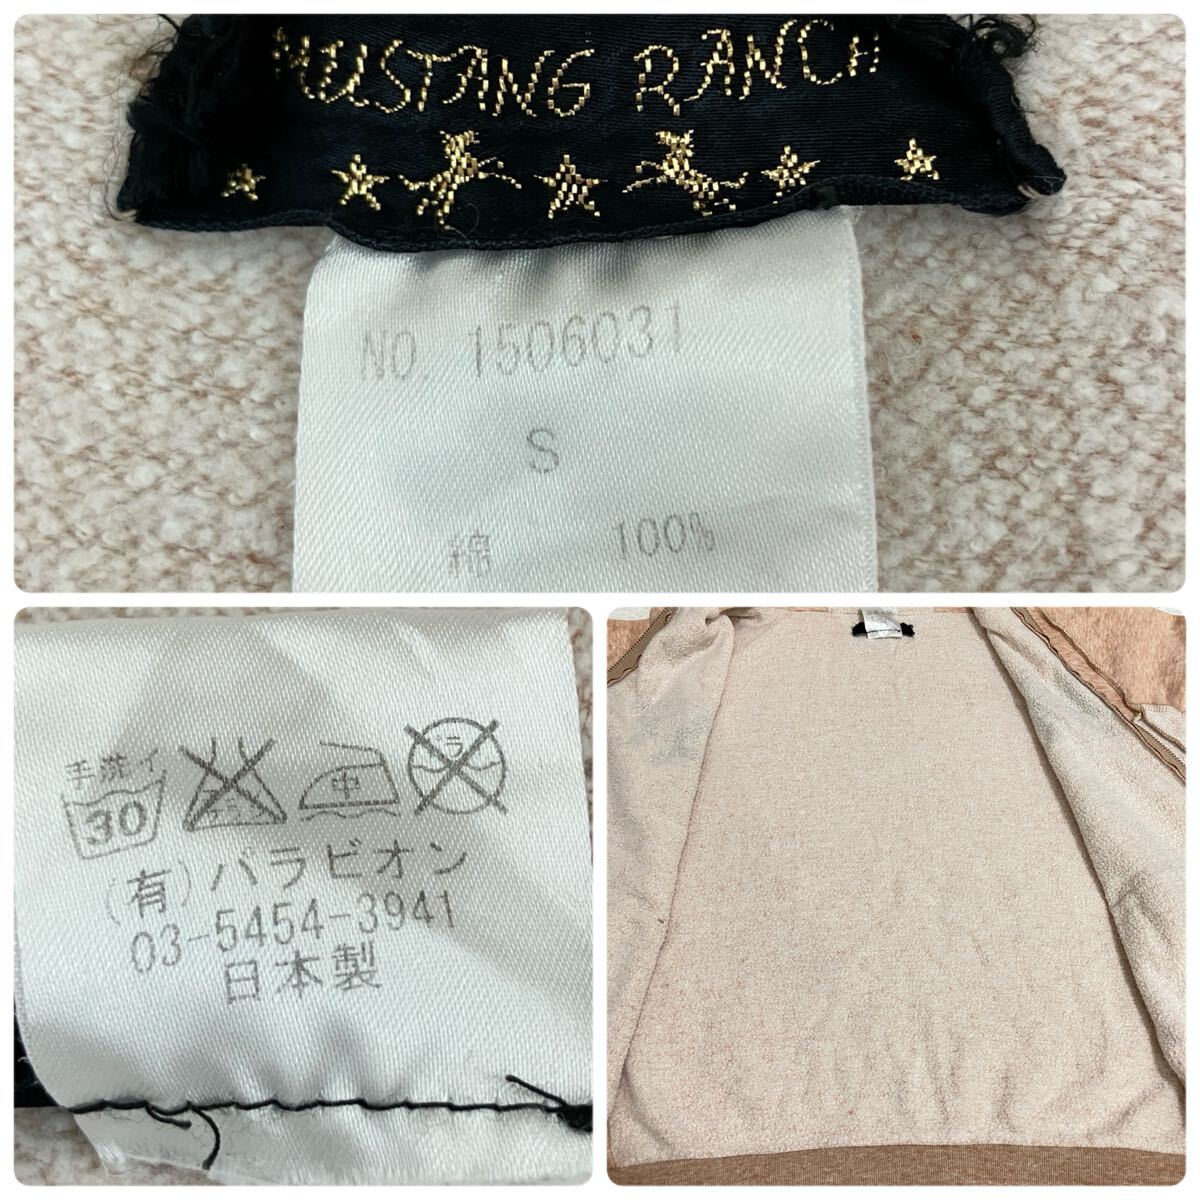 MUSTANG RANCH
NO. 1506031
S
綿 100%
手洗イ
30
中
(有)パラビオン
03-5454-3941
日本製